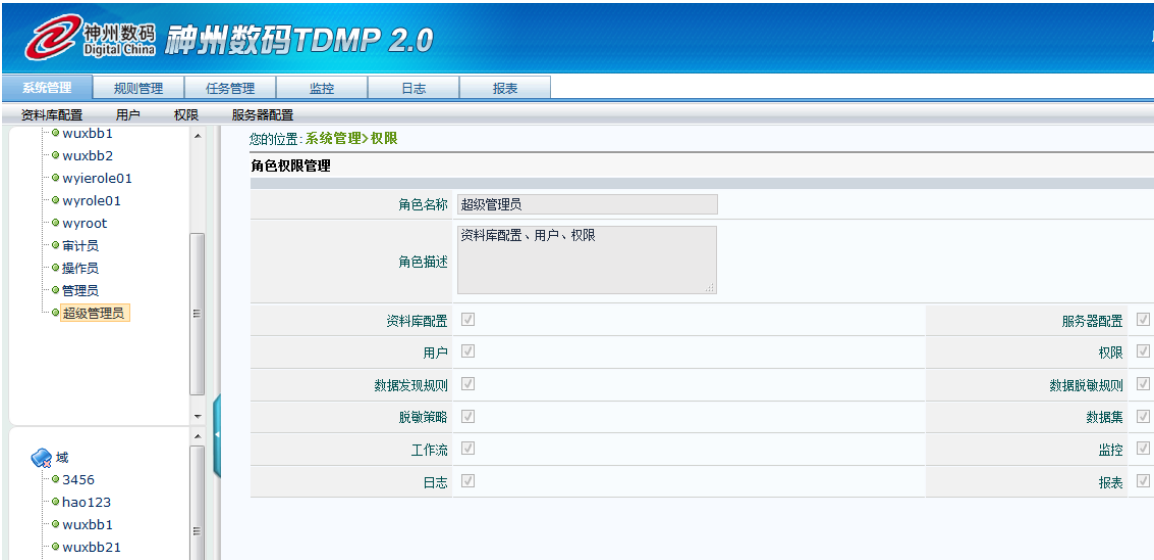 神州数码
Digital China
神州数码TDMP 2.0
系统管理 规则管理 任务管理 监控 日志 报表
资料库配置 用户 权限 服务器配置
wuxbb1
wuxbb2
wyierole01
wyrole01
wyroot
审计员
操作员
管理员
超级管理员
域
3456
hao123
wuxbb1
wuxbb21
您的位置:系统管理>权限
角色权限管理
角色名称 超级管理员
角色描述 资料库配置、用户、权限
资料库配置 服务器配置
用户 权限
数据发现规则 数据脱敏规则
脱敏策略 数据集
工作流 监控
日志 报表